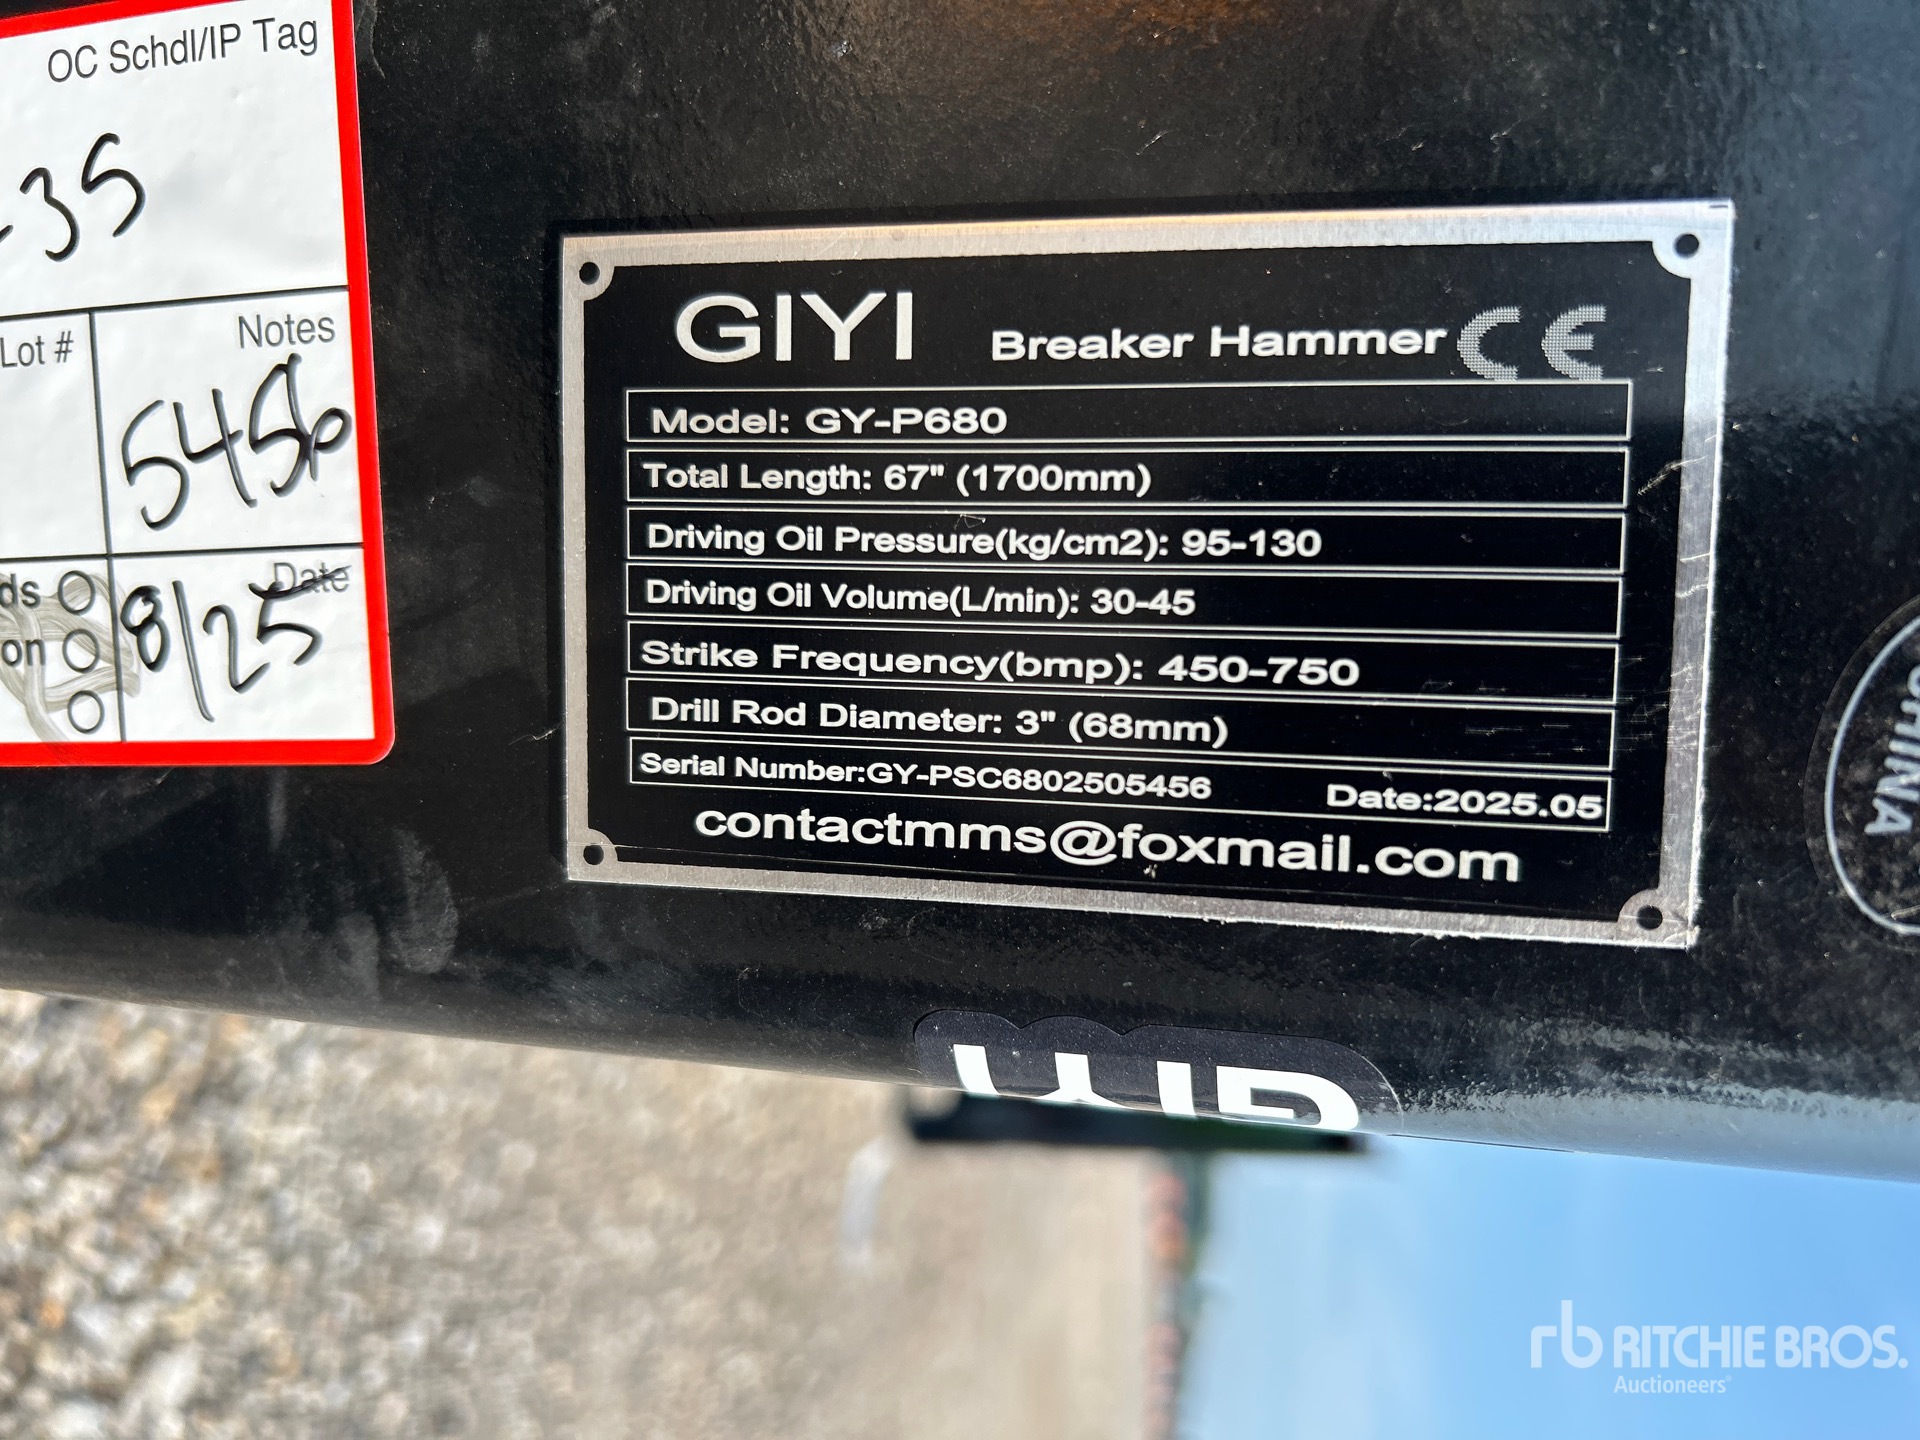 OC Schdl/IP Tag
-35
Lot #
Notes
5456
ds
on
Date
8/25
GIYI Breaker Hammer CE
Model: GY-P680
Total Length: 67" (1700mm)
Driving Oil Pressure(kg/cm2): 95-130
Driving Oil Volume(L/min): 30-45
Strike Frequency(bmp): 450-750
Drill Rod Diameter: 3" (68mm)
Serial Number:GY-PSC6802505456 Date:2025.05
contactmms@foxmail.com
CHINA
GIYI
rb RITCHIE BROS.
Auctioneers